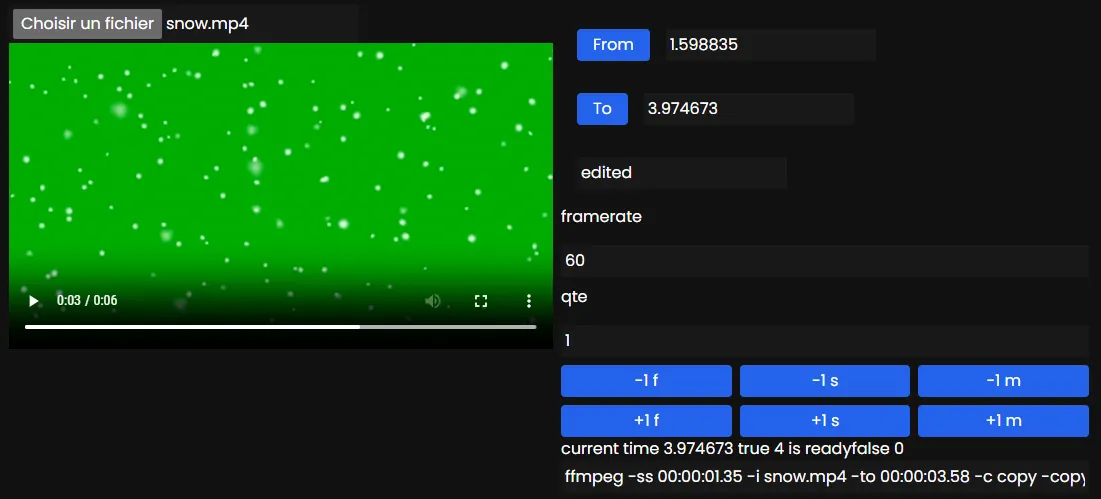 Choisir un fichier snow.mp4
0:03 / 0:06
From 1.598835
To 3.974673
edited
framerate
60
qte
1
-1 f -1 s -1 m
+1 f +1 s +1 m
current time 3.974673 true 4 is readyfalse 0
ffmpeg -ss 00:00:01.35 -i snow.mp4 -to 00:00:03.58 -c copy -copy